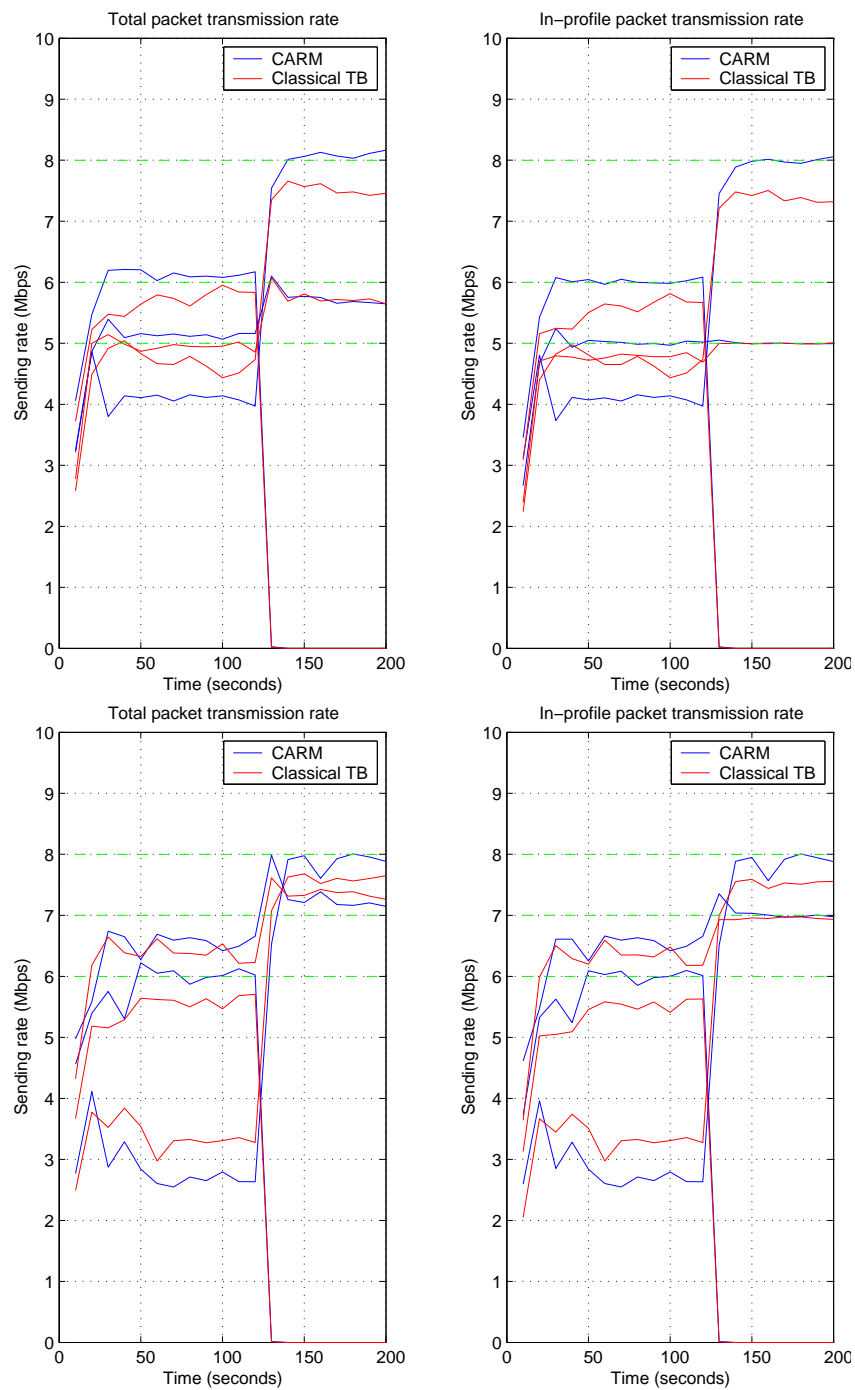 Total packet transmission rate
10
9
8
7
6
5
4
3
2
1
0
Sending rate (Mbps)
CARM
Classical TB
0 50 100 150 200
Time (seconds)
In−profile packet transmission rate
10
9
8
7
6
5
4
3
2
1
0
Sending rate (Mbps)
CARM
Classical TB
0 50 100 150 200
Time (seconds)
Total packet transmission rate
10
9
8
7
6
5
4
3
2
1
0
Sending rate (Mbps)
CARM
Classical TB
0 50 100 150 200
Time (seconds)
In−profile packet transmission rate
10
9
8
7
6
5
4
3
2
1
0
Sending rate (Mbps)
CARM
Classical TB
0 50 100 150 200
Time (seconds)